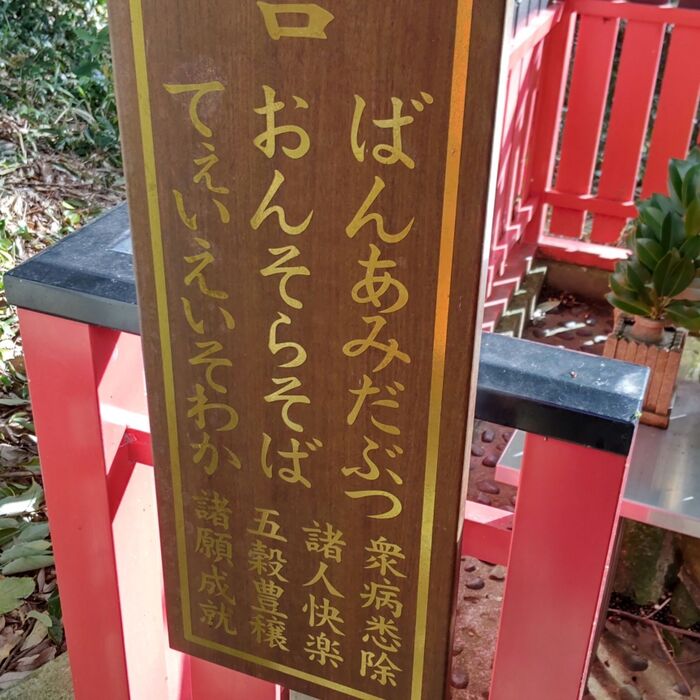 ばんあみだぶつ
おんそらそば
てぇいえいそわか
衆病悉除
諸人快楽
五穀豊穣
諸願成就